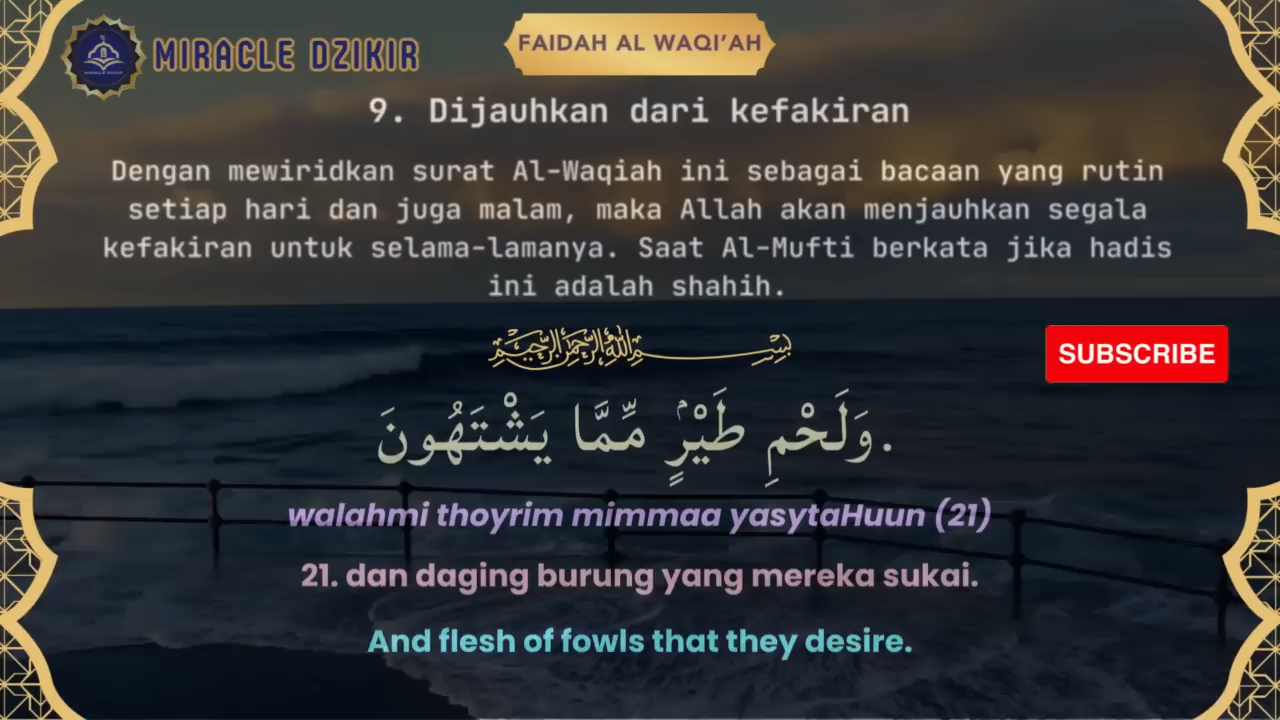 MIRACLE DZIKIR
FAIDAH AL WAQI'AH
9. Dijauhkan dari kefakiran
Dengan mewiridkan surat Al-Waqiah ini sebagai bacaan yang rutin
setiap hari dan juga malam, maka Allah akan menjauhkan segala
kefakiran untuk selama-lamanya. Saat Al-Mufti berkata jika hadis
ini adalah shahih.
بِسْمِ اللهِ الرَّحْمٰنِ الرَّحِيْمِ
SUBSCRIBE
.وَلَحْمِ طَيْرٍۢ مِّمَّا يَشْتَهُونَ
walahmi thoyrim mimmaa yasytaHuun (21)
21. dan daging burung yang mereka sukai.
And flesh of fowls that they desire.